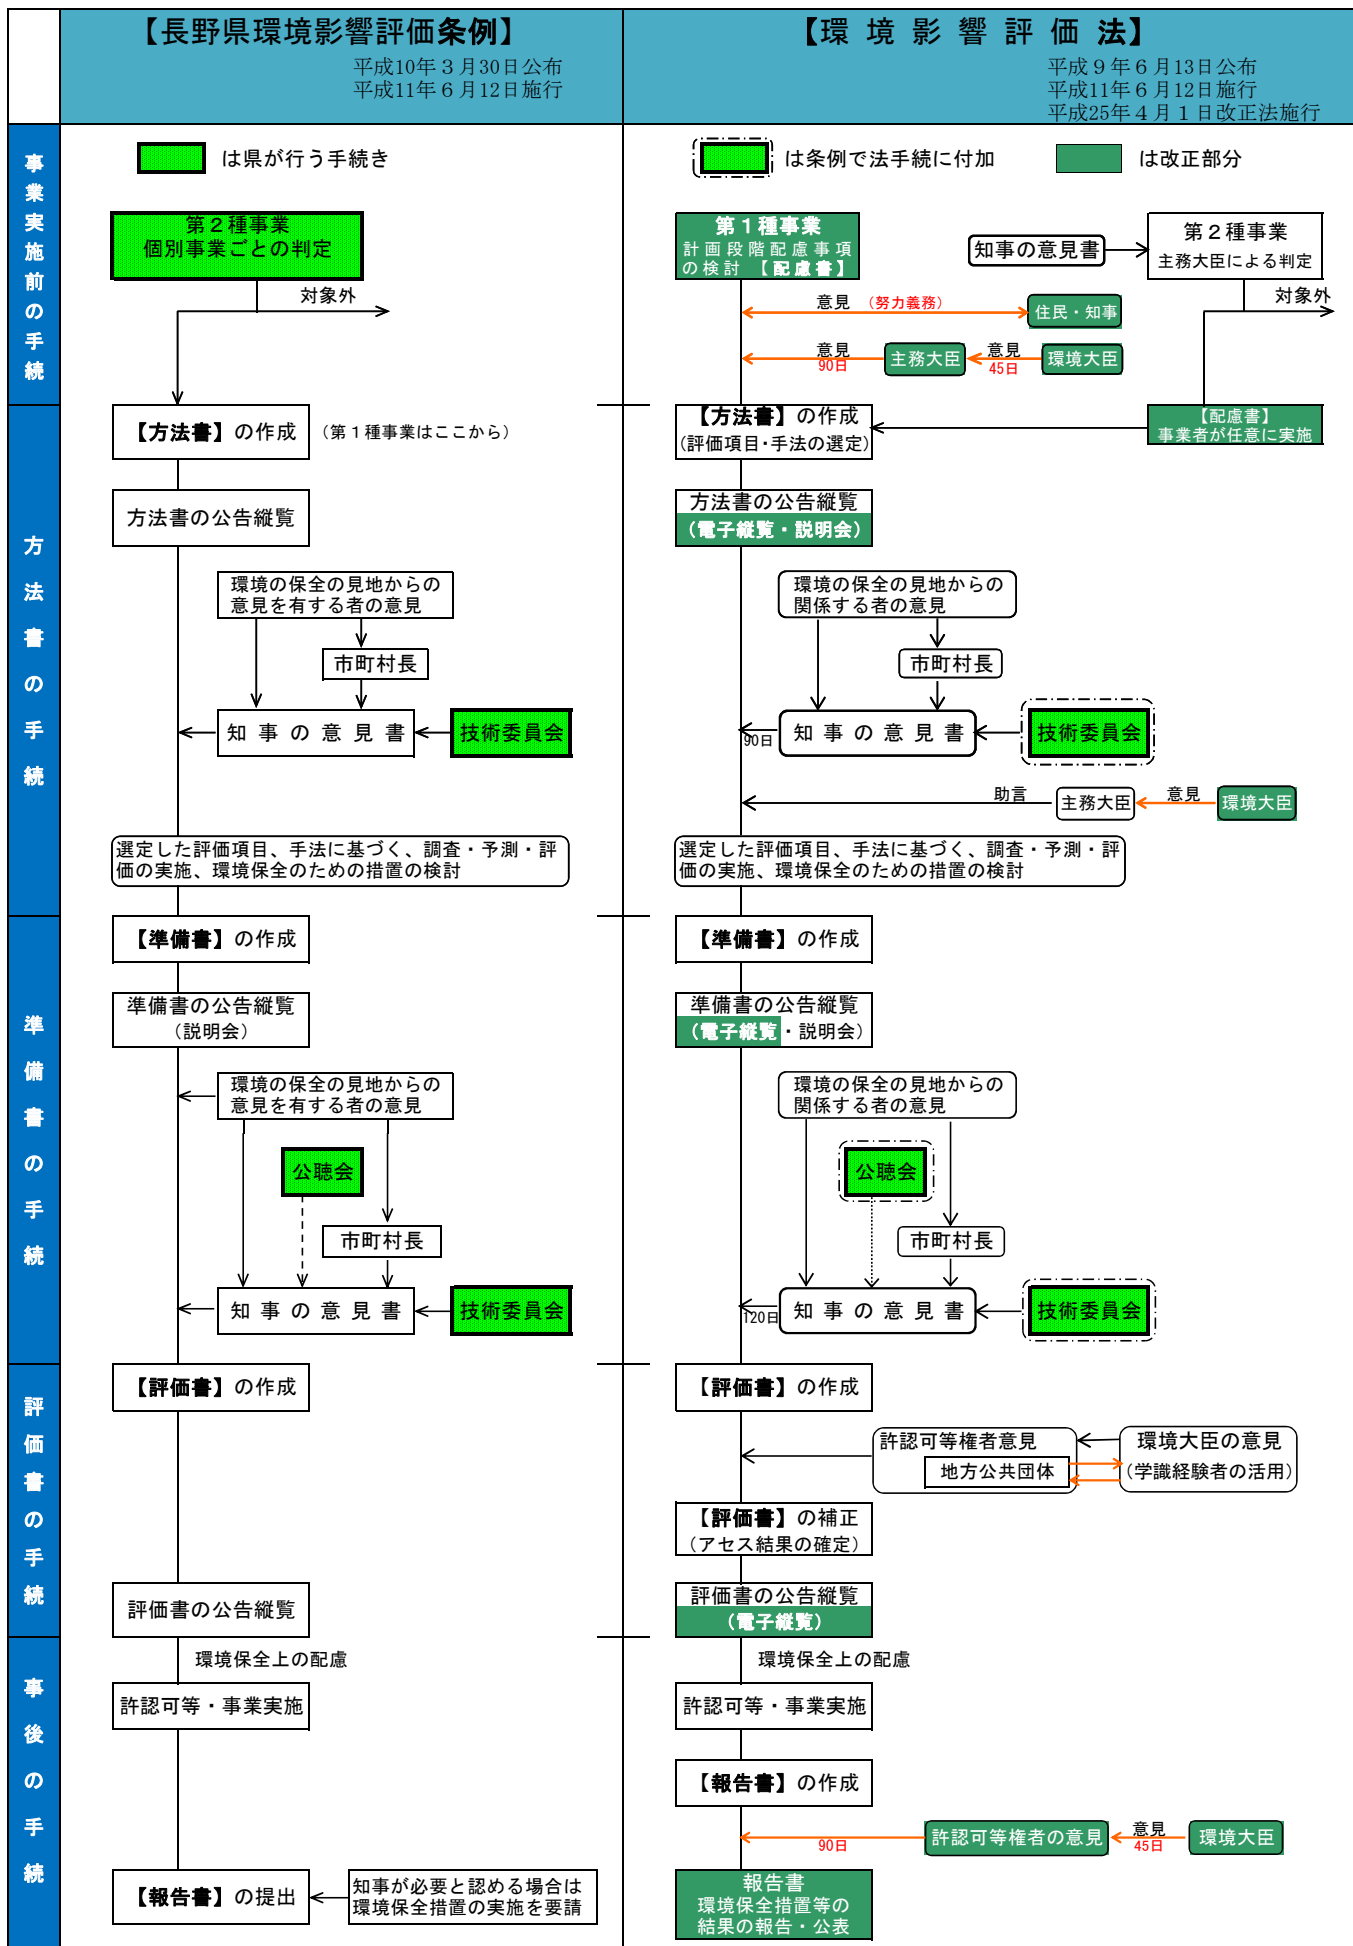 【長野県環境影響評価条例】
平成10年３月30日公布
平成11年６月12日施行
【環 境 影 響 評 価 法】
平成９年６月13日公布
平成11年６月12日施行
平成25年４月１日改正法施行
事業実施前の手続
は県が行う手続き
第２種事業
個別事業ごとの判定
対象外
は条例で法手続に付加
は改正部分
第１種事業
計画段階配慮事項
の検討 【配慮書】
知事の意見書
第２種事業
主務大臣による判定
対象外
意見 （努力義務）
住民・知事
意見
90日
主務大臣
意見
45日
環境大臣
【配慮書】
事業者が任意に実施
方法書の手続
【方法書】の作成
（第１種事業はここから）
方法書の公告縦覧
環境の保全の見地からの
意見を有する者の意見
市町村長
知 事 の 意 見 書
技術委員会
選定した評価項目、手法に基づく、調査・予測・評
価の実施、環境保全のための措置の検討
【方法書】の作成
（評価項目・手法の選定）
方法書の公告縦覧
（電子縦覧・説明会）
環境の保全の見地からの
関係する者の意見
市町村長
90日
知 事 の 意 見 書
技術委員会
助言
主務大臣
意見
環境大臣
選定した評価項目、手法に基づく、調査・予測・評
価の実施、環境保全のための措置の検討
準備書の手続
【準備書】の作成
準備書の公告縦覧
（説明会）
環境の保全の見地からの
意見を有する者の意見
公聴会
市町村長
知 事 の 意 見 書
技術委員会
【準備書】の作成
準備書の公告縦覧
（電子縦覧・説明会）
環境の保全の見地からの
関係する者の意見
公聴会
市町村長
120日
知 事 の 意 見 書
技術委員会
評価書の手続
【評価書】の作成
評価書の公告縦覧
【評価書】の作成
許認可等権者意見
地方公共団体
環境大臣の意見
（学識経験者の活用）
【評価書】の補正
（アセス結果の確定）
評価書の公告縦覧
（電子縦覧）
事後の手続
環境保全上の配慮
許認可等・事業実施
【報告書】の提出
知事が必要と認める場合は
環境保全措置の実施を要請
環境保全上の配慮
許認可等・事業実施
【報告書】の作成
90日
許認可等権者の意見
意見
45日
環境大臣
報告書
環境保全措置等の
結果の報告・公表